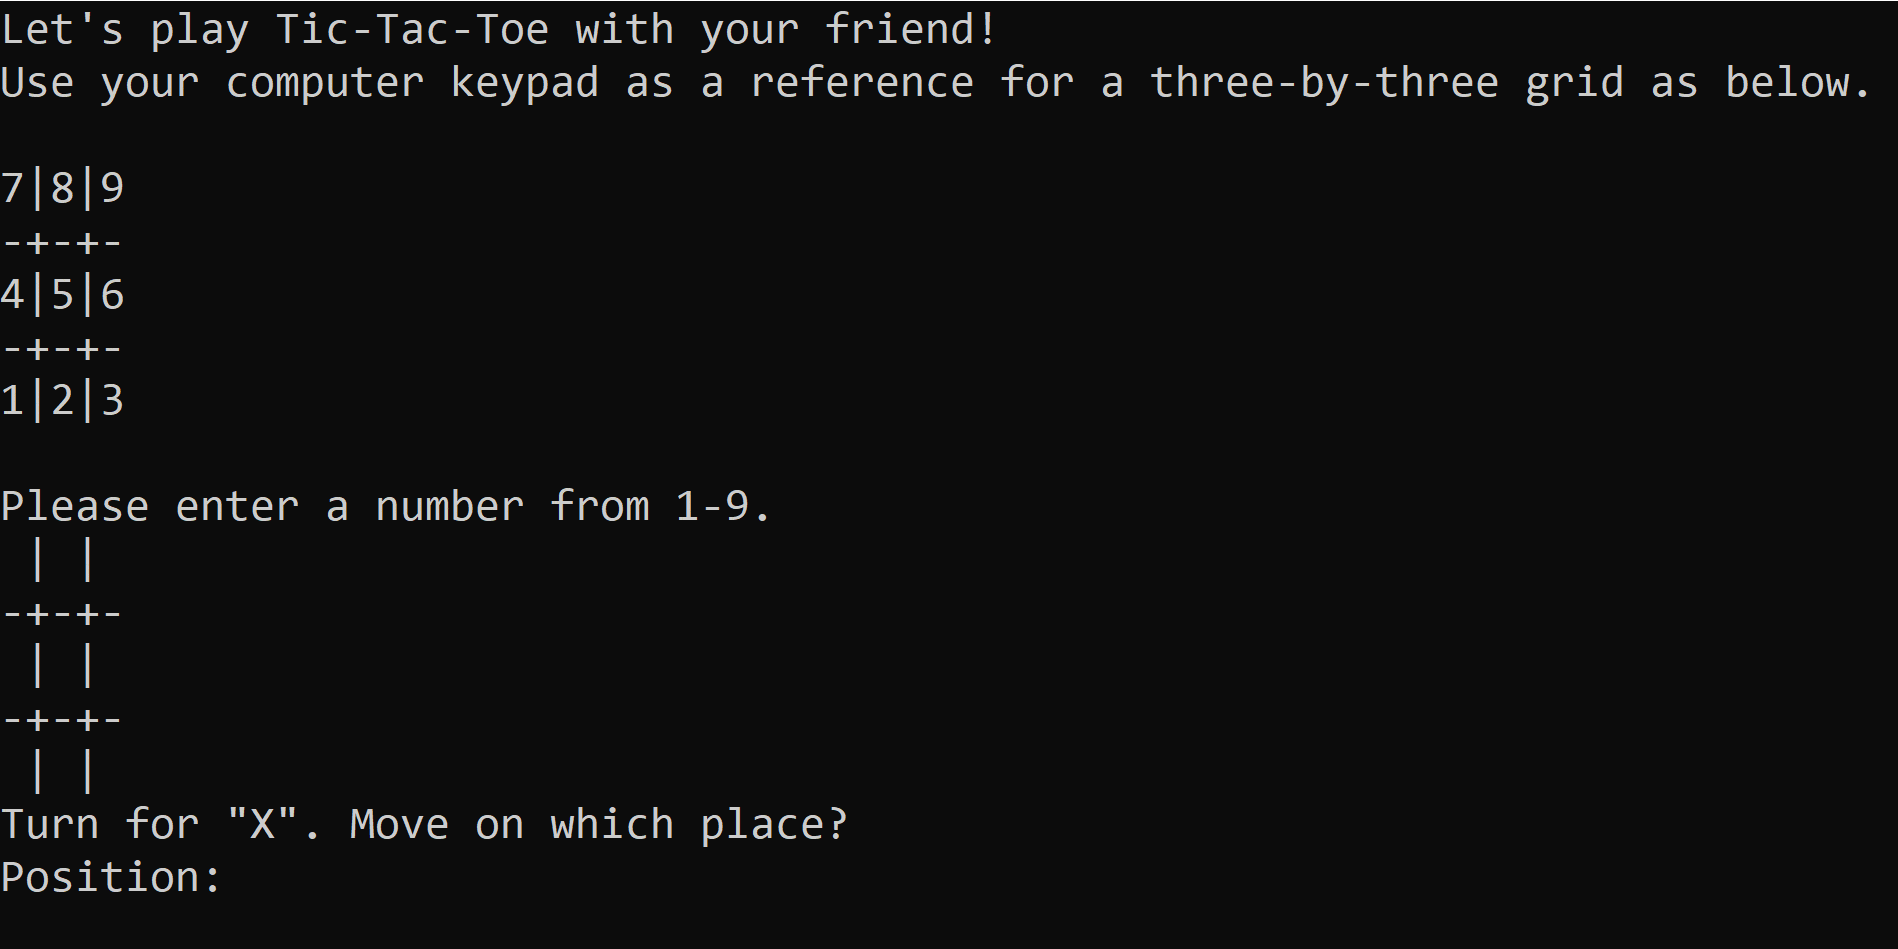 Let's play Tic-Tac-Toe with your friend!
Use your computer keypad as a reference for a three-by-three grid as below.
7|8|9
-+-+-
4|5|6
-+-+-
1|2|3
Please enter a number from 1-9.
 | |
-+-+-
 | |
-+-+-
 | |
Turn for "X". Move on which place?
Position: